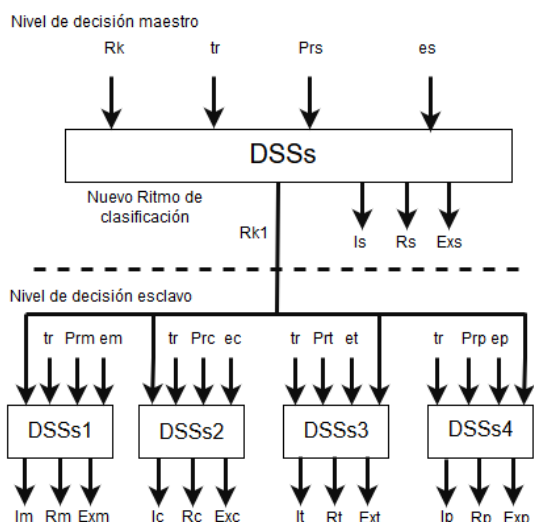 Nivel de decisión maestro
Rk tr Prs es
DSSs
Nuevo Ritmo de
clasificación
Rk1
Is Rs Exs
Nivel de decisión esclavo
tr Prm em tr Prc ec tr Prt et tr Prp ep
DSSs1 DSSs2 DSSs3 DSSs4
Im Rm Exm Ic Rc Exc It Rt Ext Ip Rp Exp